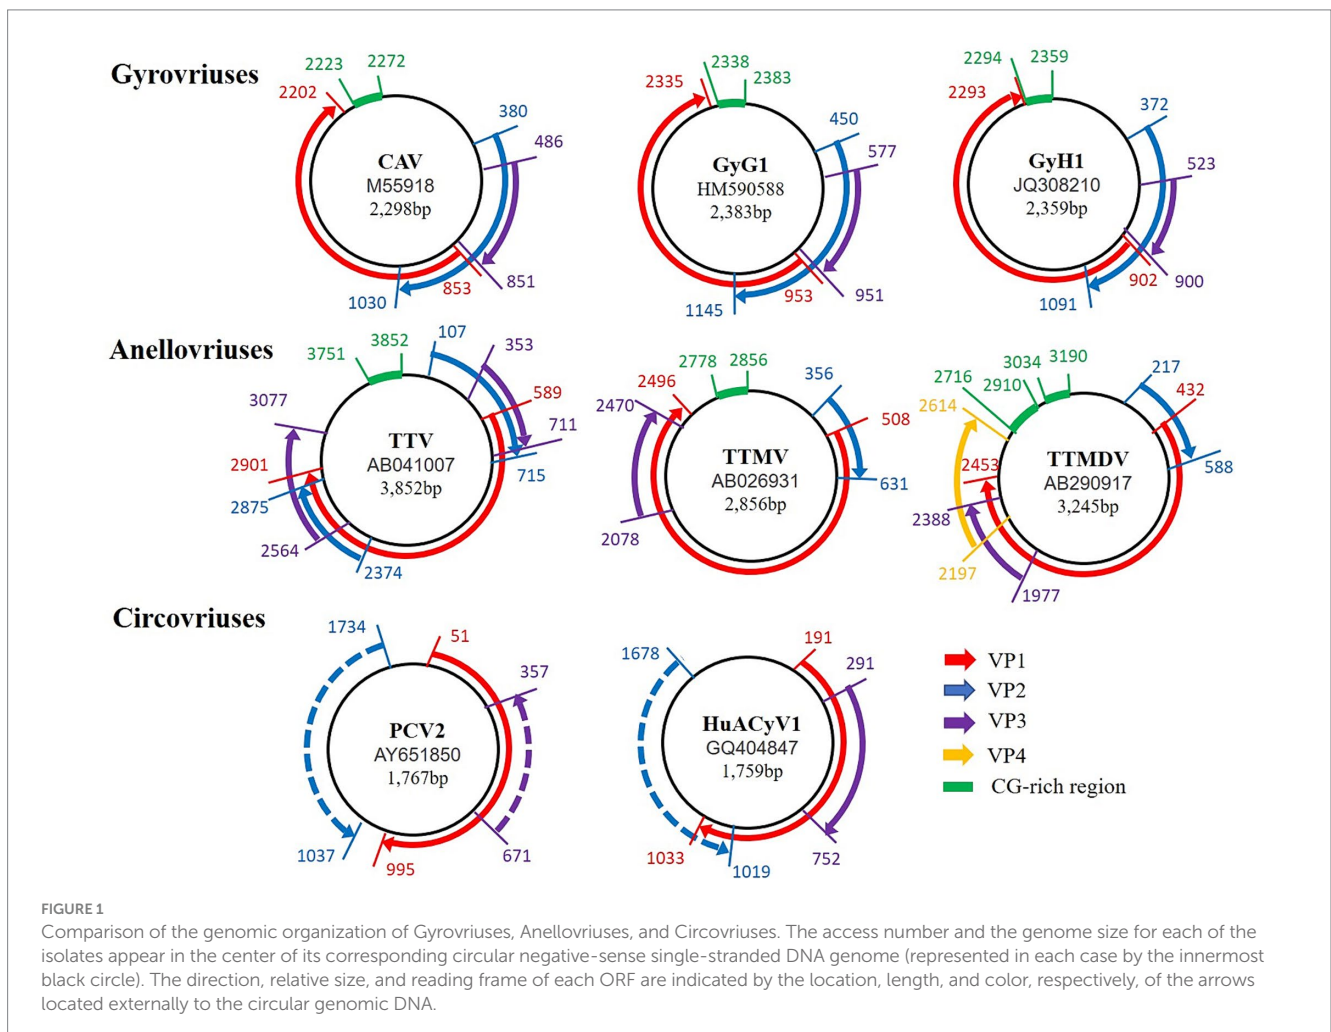 Gyrovriuses
2223
2272
2202
380
486
CAV
M55918
2,298bp
853
851
1030
2338
2335
2383
450
577
GyG1
HM590588
2,383bp
953
951
1145
2294
2359
2293
372
523
GyH1
JQ308210
2,359bp
902
900
1091
Anellovriuses
3751
3852
107
353
589
711
715
3077
2901
2875
2564
2374
TTV
AB041007
3,852bp
2778
2856
2496
2470
356
508
631
2078
TTMV
AB026931
2,856bp
3190
3034
2910
2716
2614
217
432
588
2453
2388
2197
1977
TTMDV
AB290917
3,245bp
Circovriuses
1734
51
357
PCV2
AY651850
1,767bp
1037
995
671
1678
191
291
HuACyV1
GQ404847
1,759bp
1033
1019
752
VP1
VP2
VP3
VP4
CG-rich region
FIGURE 1
Comparison of the genomic organization of Gyrovriuses, Anellovriuses, and Circovriuses. The access number and the genome size for each of the
isolates appear in the center of its corresponding circular negative-sense single-stranded DNA genome (represented in each case by the innermost
black circle). The direction, relative size, and reading frame of each ORF are indicated by the location, length, and color, respectively, of the arrows
located externally to the circular genomic DNA.